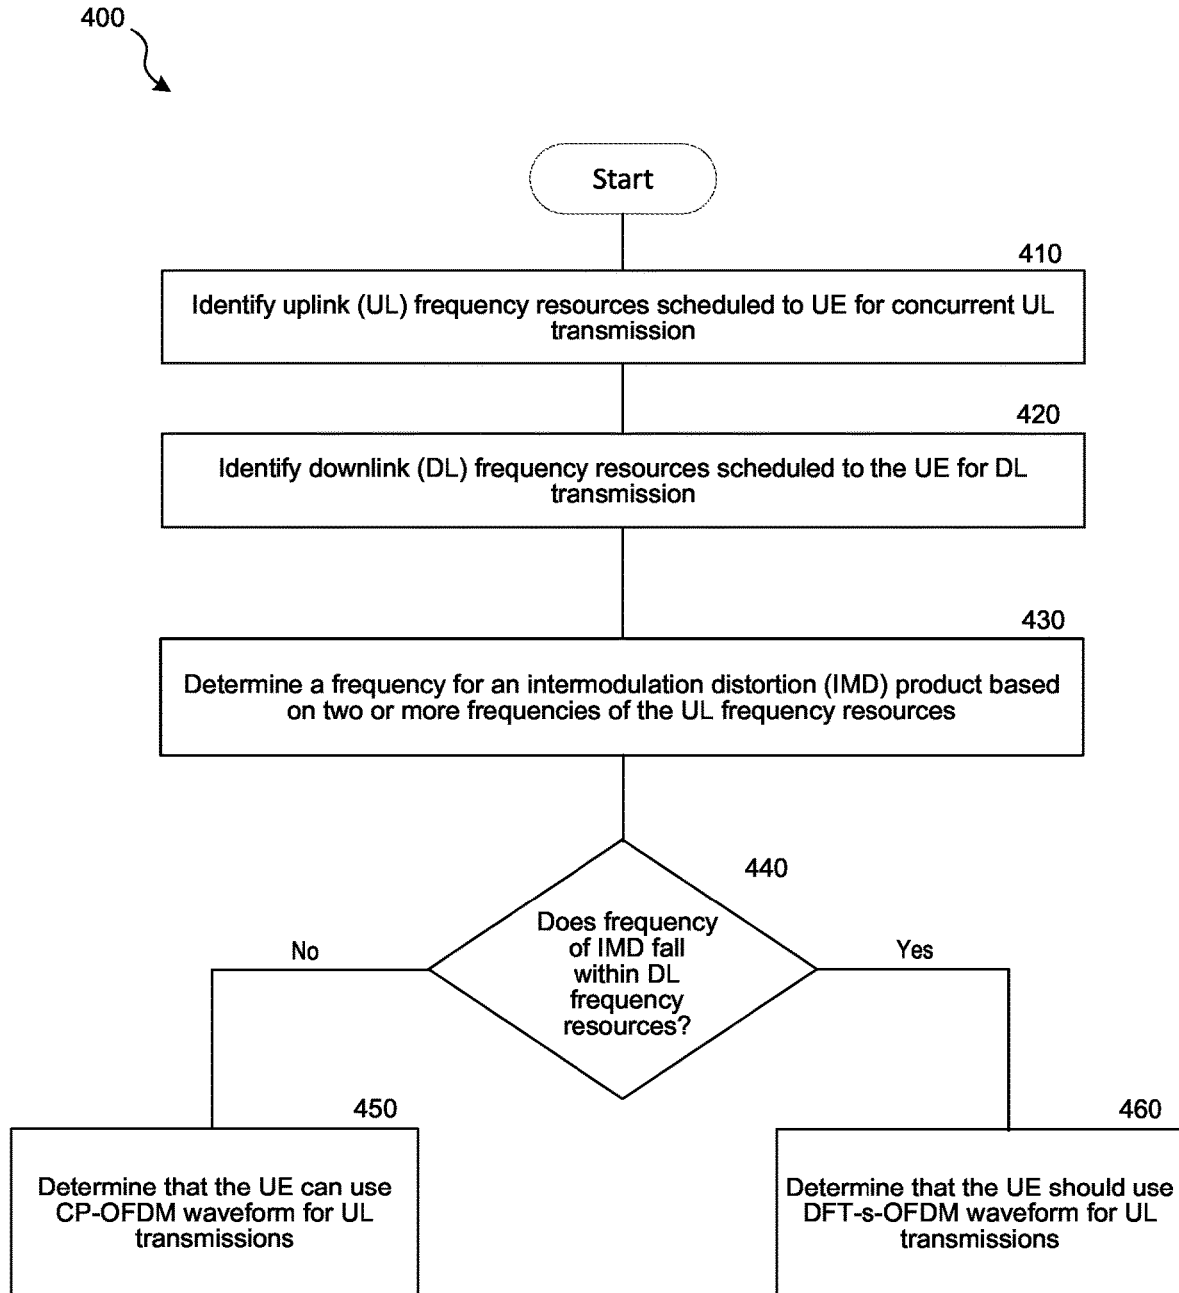 400
Start
410
Identify uplink (UL) frequency resources scheduled to UE for concurrent UL
transmission
420
Identify downlink (DL) frequency resources scheduled to the UE for DL
transmission
430
Determine a frequency for an intermodulation distortion (IMD) product based
on two or more frequencies of the UL frequency resources
440
Does frequency
of IMD fall
within DL
frequency
resources?
No
Yes
450
Determine that the UE can use
CP-OFDM waveform for UL
transmissions
460
Determine that the UE should use
DFT-s-OFDM waveform for UL
transmissions